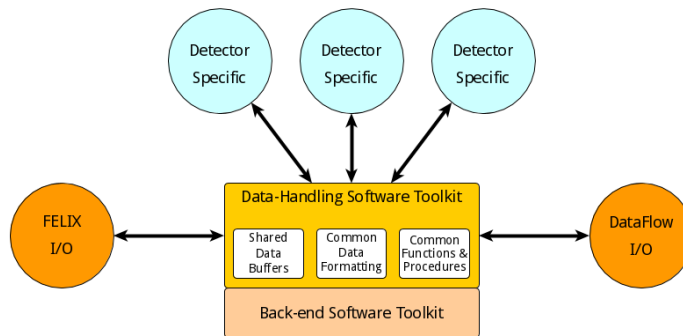 Detector
Specific
Detector
Specific
Detector
Specific
FELIX
I/O
Data-Handling Software Toolkit
Shared
Data
Buffers
Common
Data
Formatting
Common
Functions &
Procedures
Back-end Software Toolkit
DataFlow
I/O